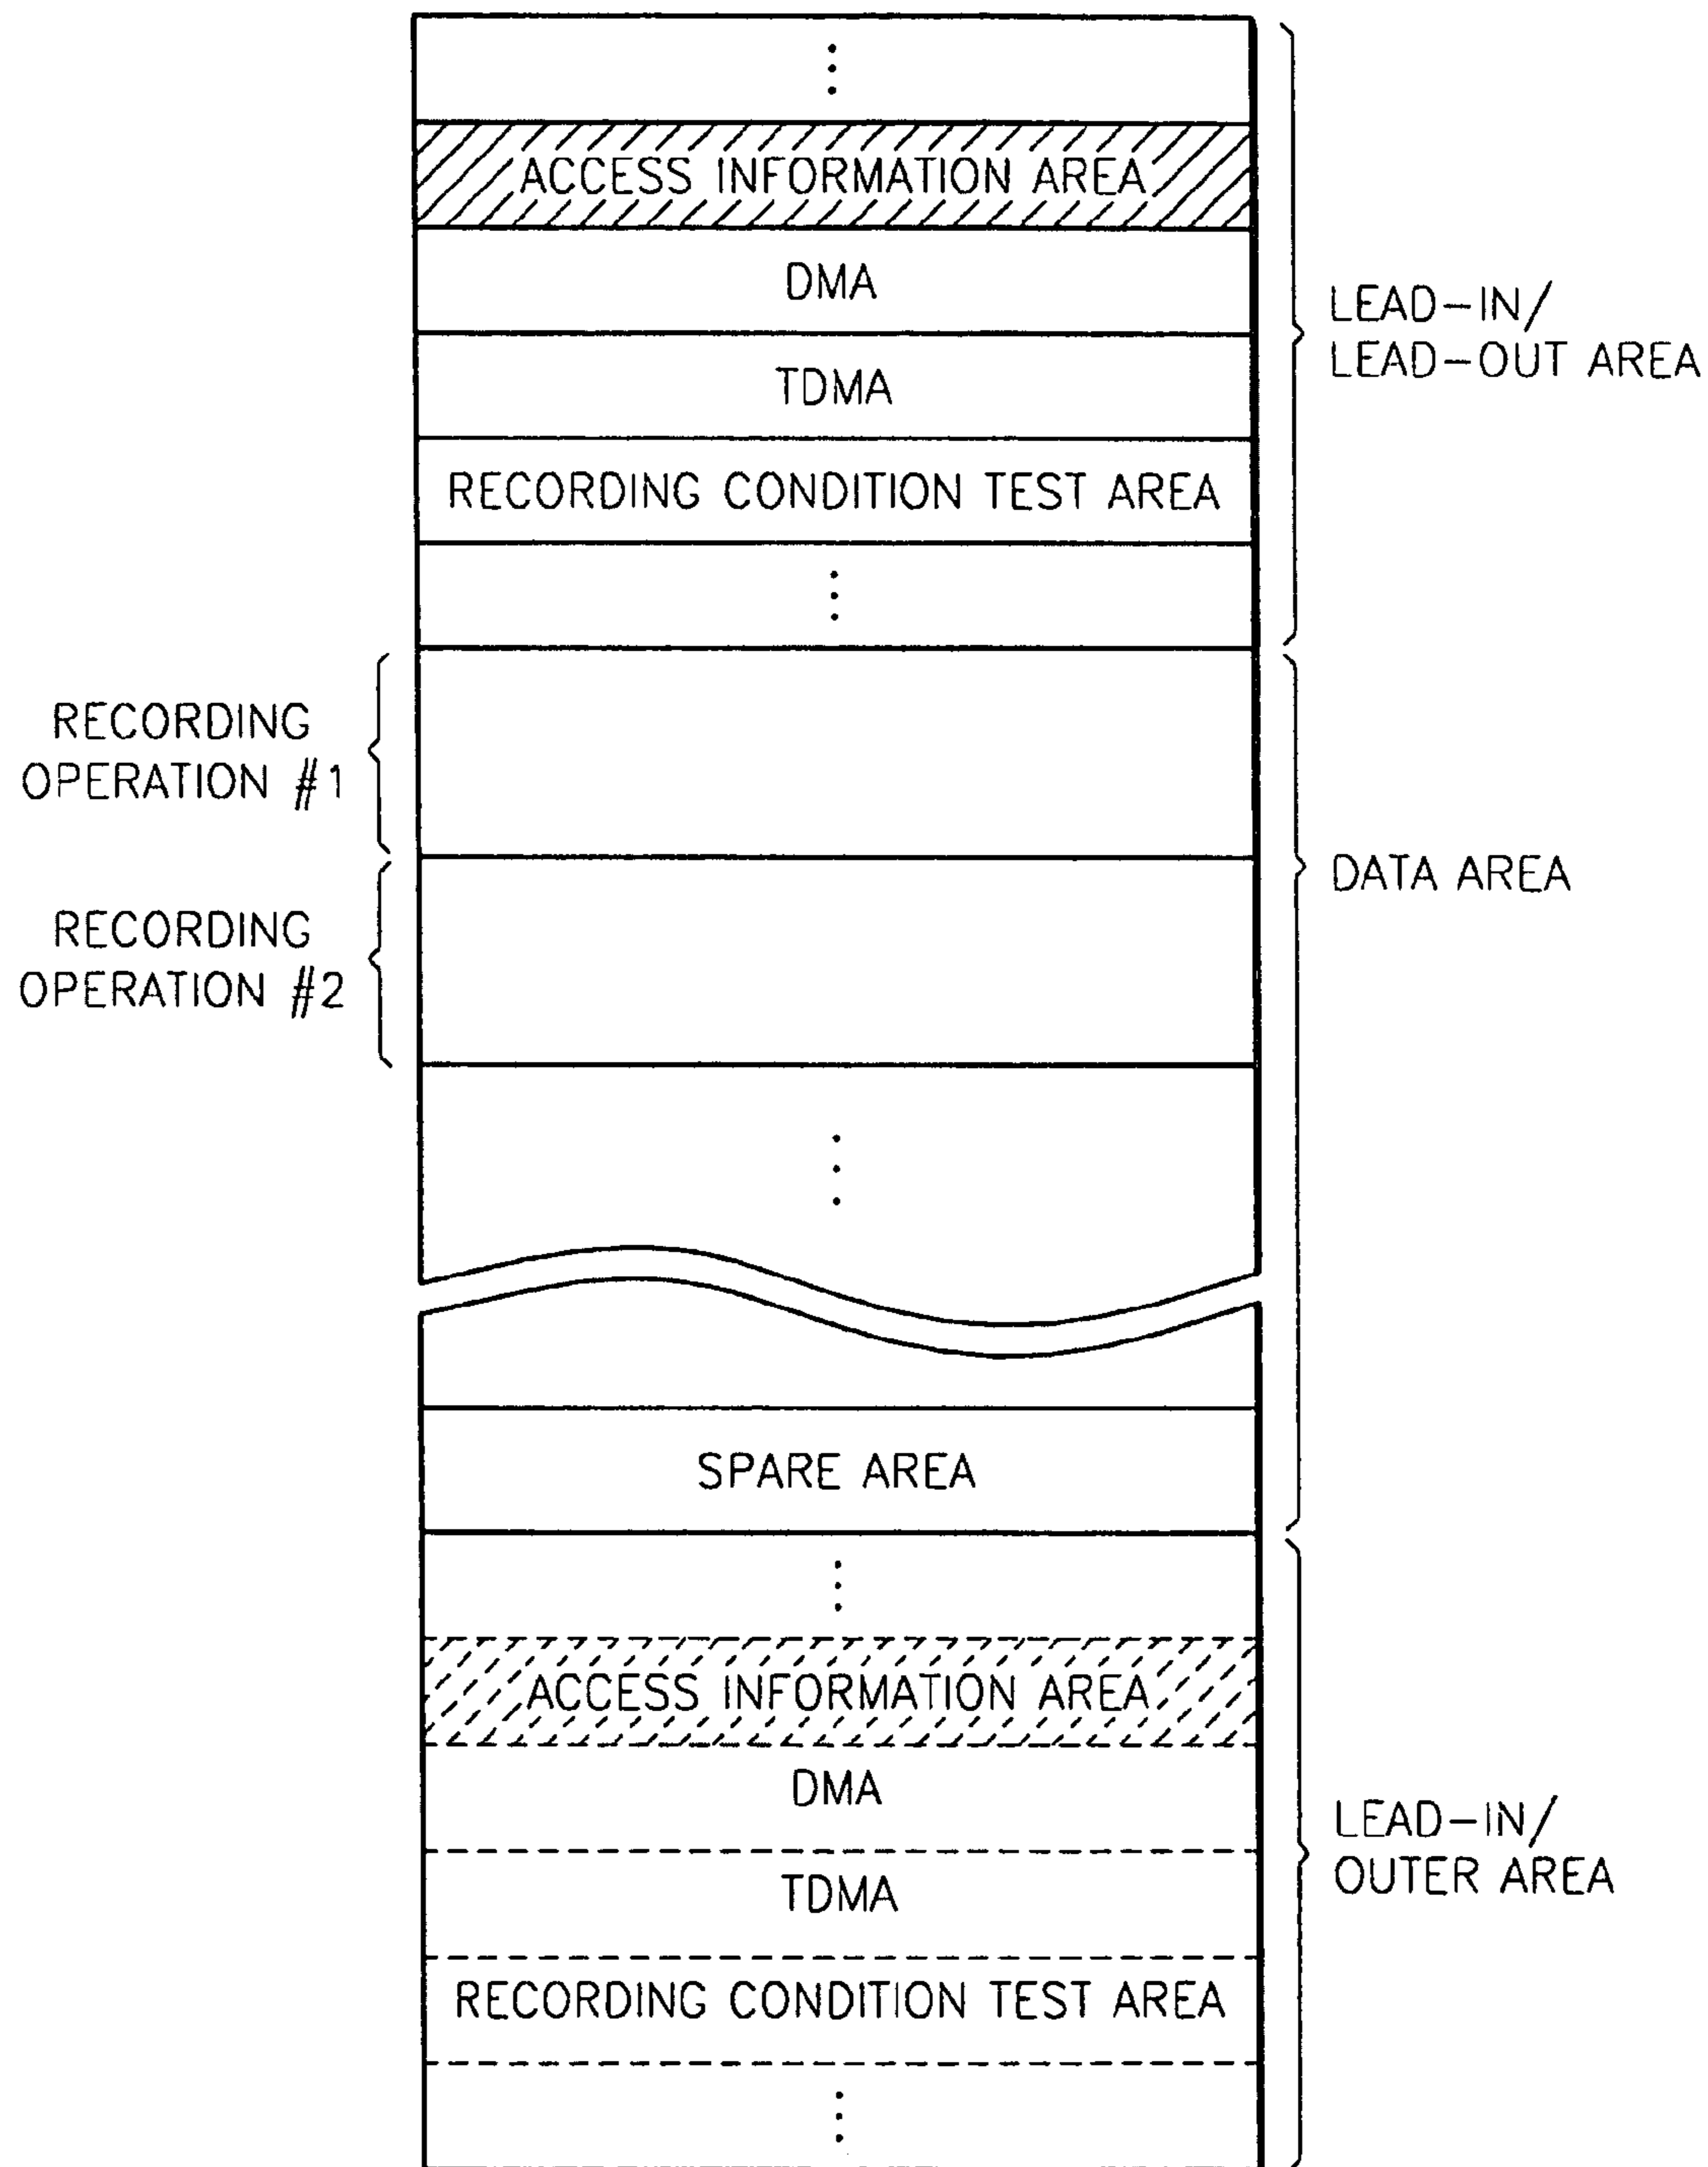 ACCESS INFORMATION AREA
DMA
TDMA
RECORDING CONDITION TEST AREA
LEAD-IN/
LEAD-OUT AREA
RECORDING
OPERATION #1
RECORDING
OPERATION #2
DATA AREA
SPARE AREA
ACCESS INFORMATION AREA
DMA
TDMA
RECORDING CONDITION TEST AREA
LEAD-IN/
OUTER AREA